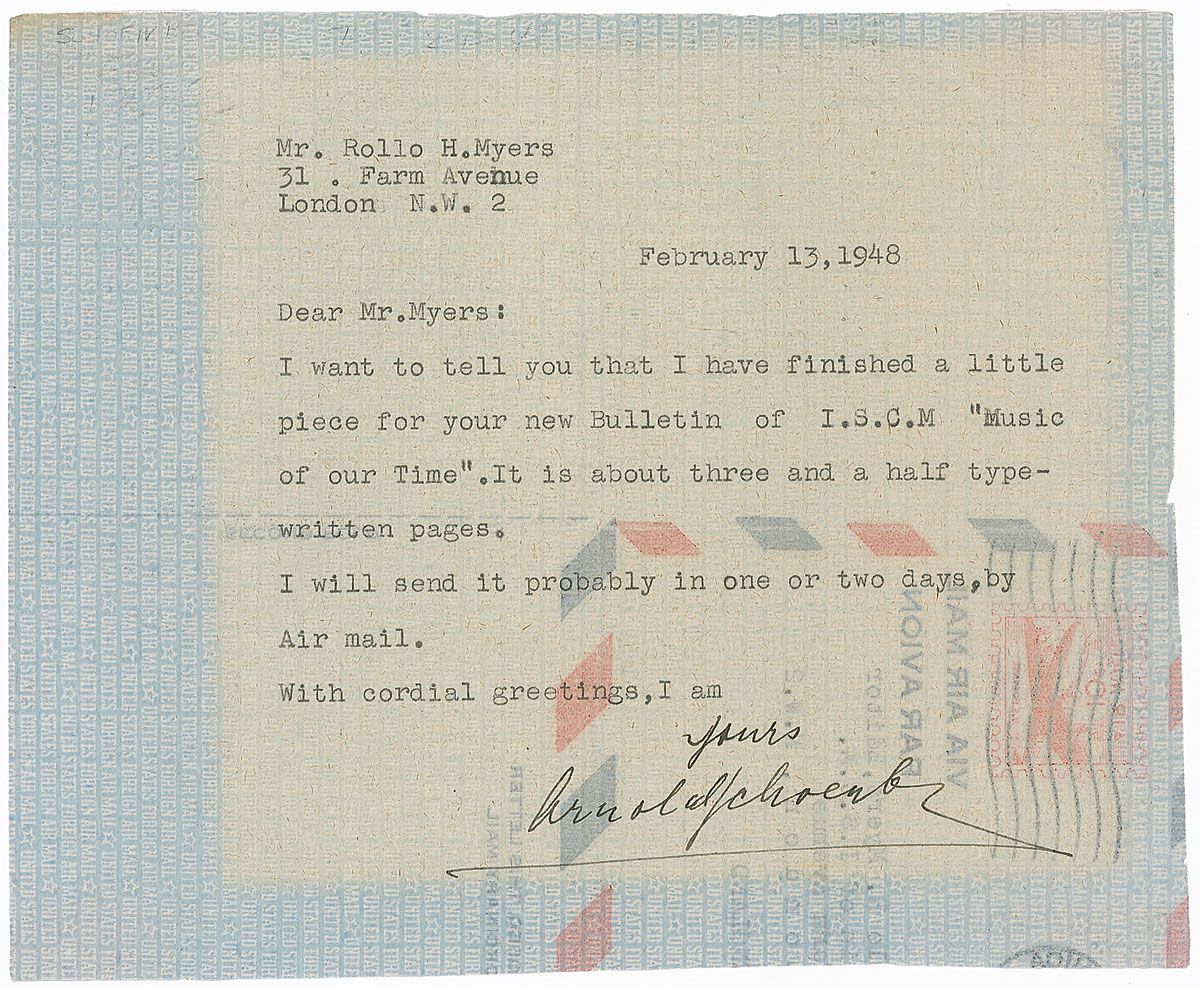 Mr. Rollo H.Myers
31 . Farm Avenue
London N.W. 2
February 13,1948
Dear Mr.Myers:
I want to tell you that I have finished a little
piece for your new Bulletin of I.S.C.M "Music
of our Time".It is about three and a half type-
written pages.
I will send it probably in one or two days,by
Air mail.
With cordial greetings,I am
yours
Arnold Schoenberg
VIA AIR MAIL
PAR AVION